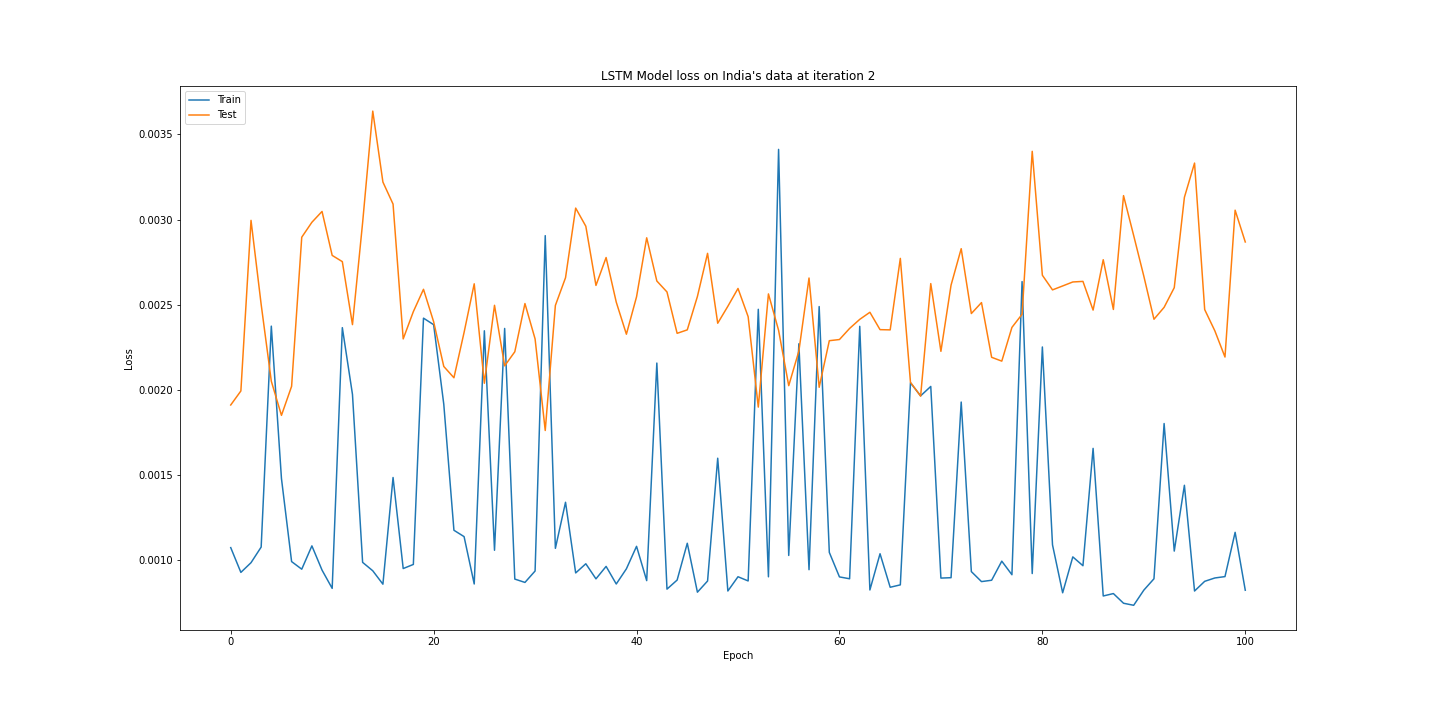 LSTM Model loss on India's data at iteration 2
Train
Test
0.0035
0.0030
0.0025
0.0020
0.0015
0.0010
Loss
0 20 40 60 80 100
Epoch